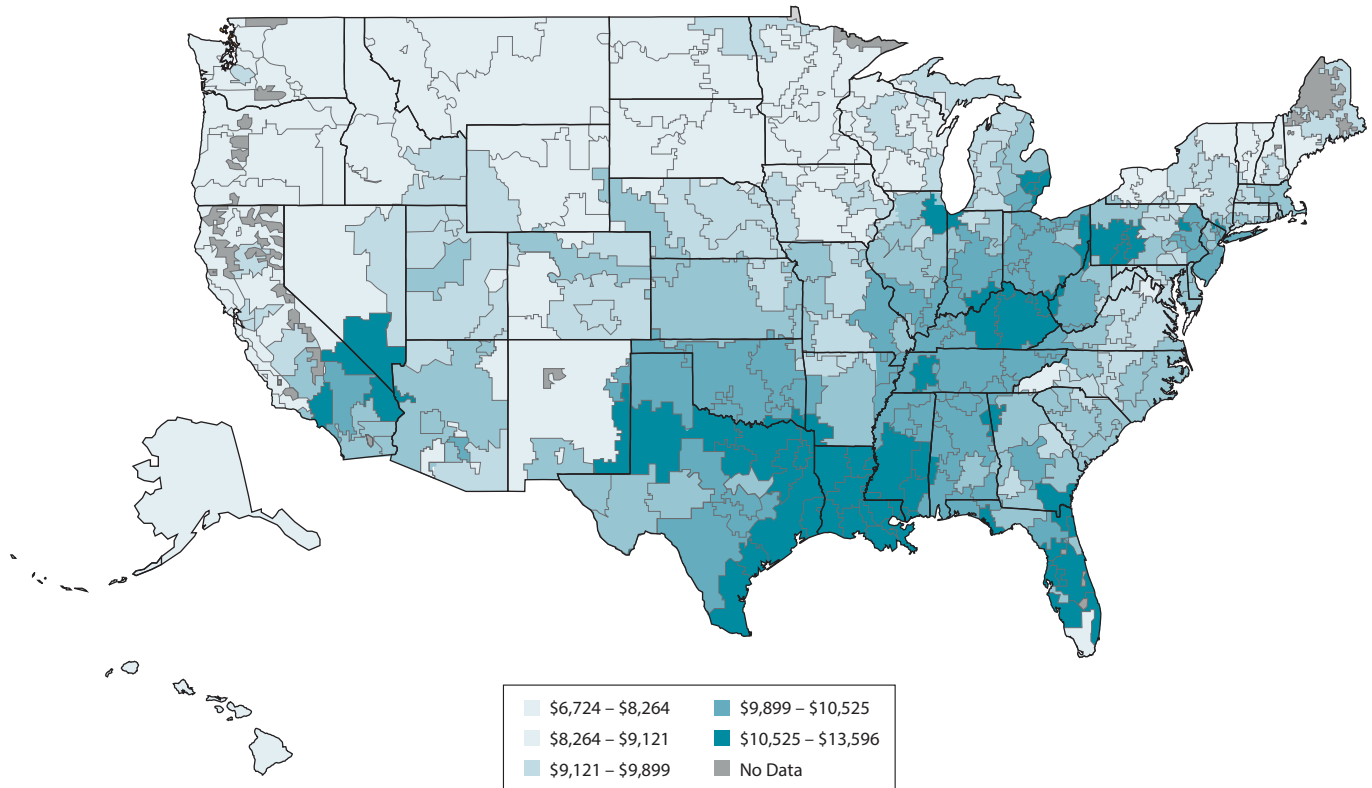 $6,724 – $8,264
$8,264 – $9,121
$9,121 – $9,899
$9,899 – $10,525
$10,525 – $13,596
No Data